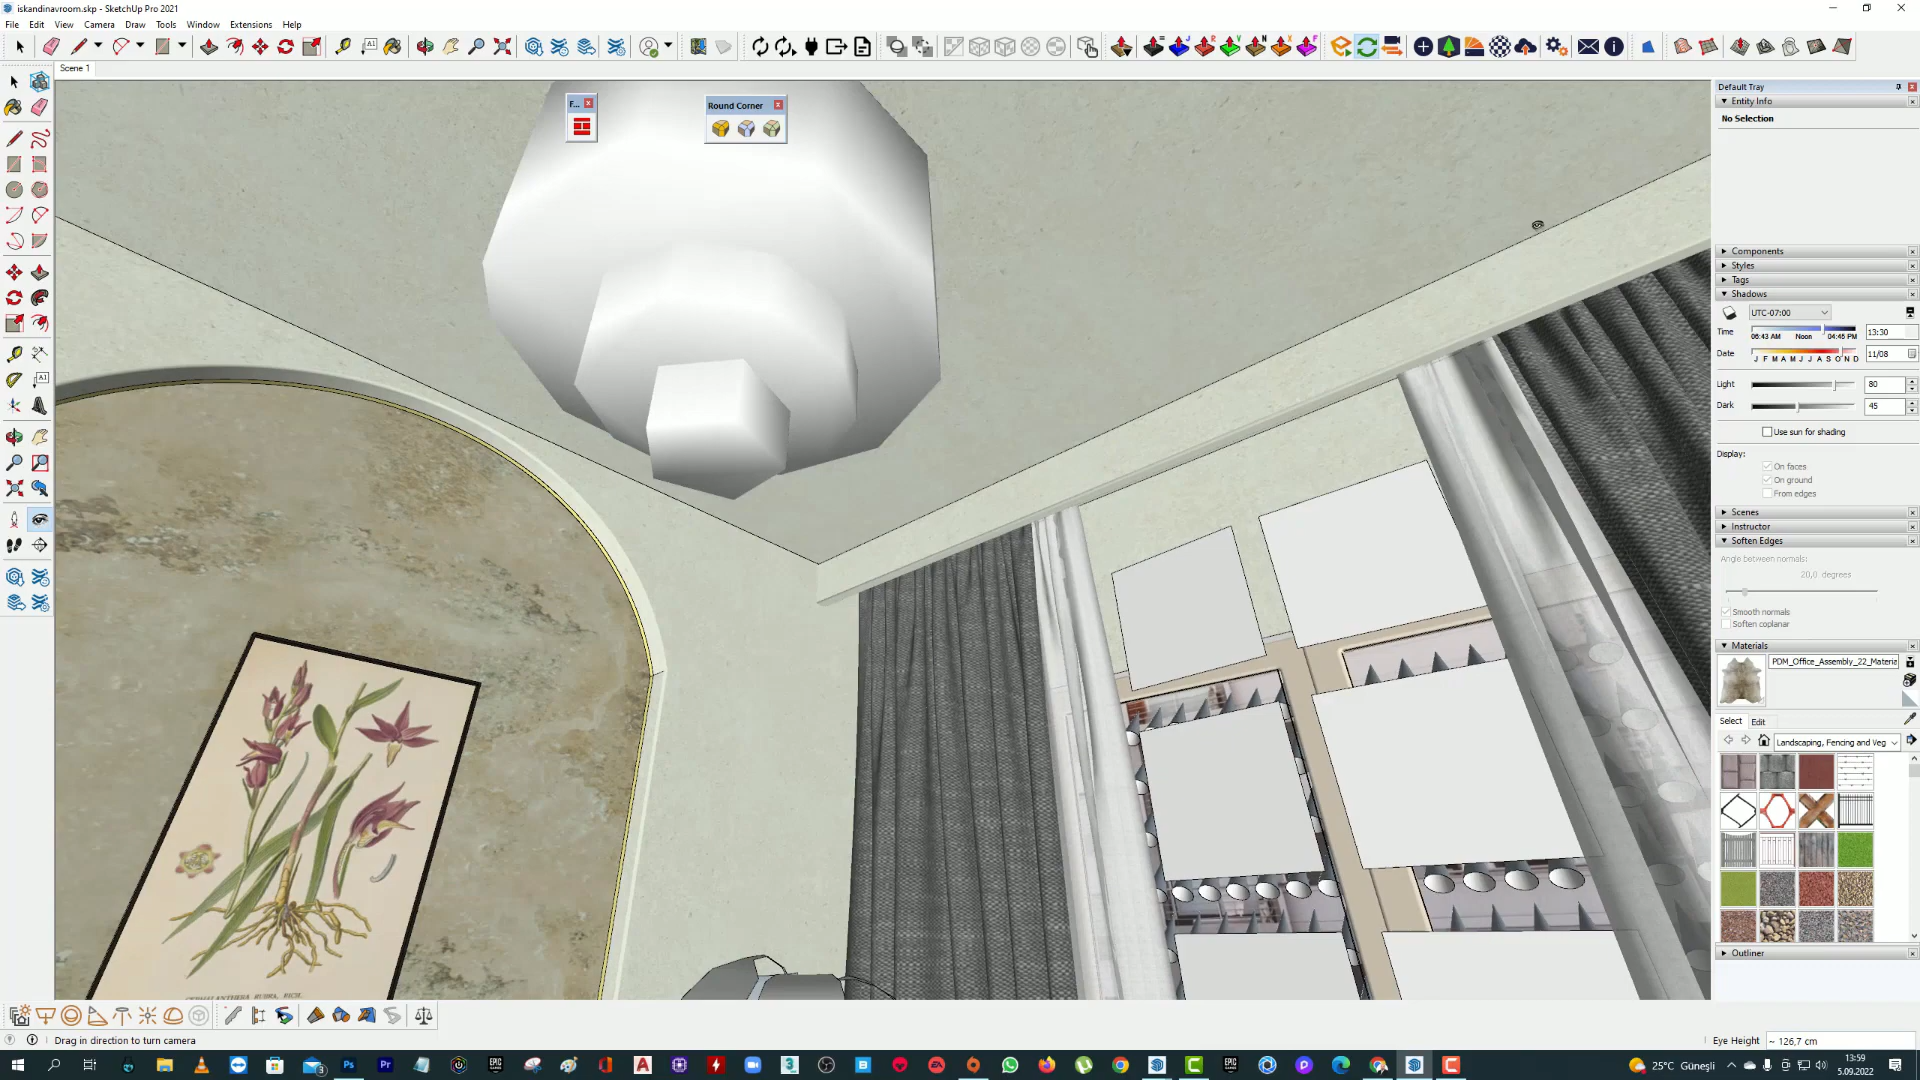 iskandinavroom.skp - SketchUp Pro 2021
File Edit View Camera Draw Tools Window Extensions Help
Scene 1
F...
Round Corner
Default Tray
Entity Info
No Selection
Components
Styles
Tags
Shadows
UTC-07:00
Time
06:43 AM Noon 04:45 PM
13:30
Date
J F M A M J J A S O N D
11/08
Light
80
Dark
45
Use sun for shading
Display:
On faces
On ground
From edges
Scenes
Instructor
Soften Edges
Angle between normals:
20,0 degrees
Smooth normals
Soften coplanar
Materials
PDM_Office_Assembly_22_Materia
Select Edit
Landscaping, Fencing and Veg
Outliner
Drag in direction to turn camera
Eye Height
~ 126,7 cm
25°C Güneşli
13:59
5.09.2022